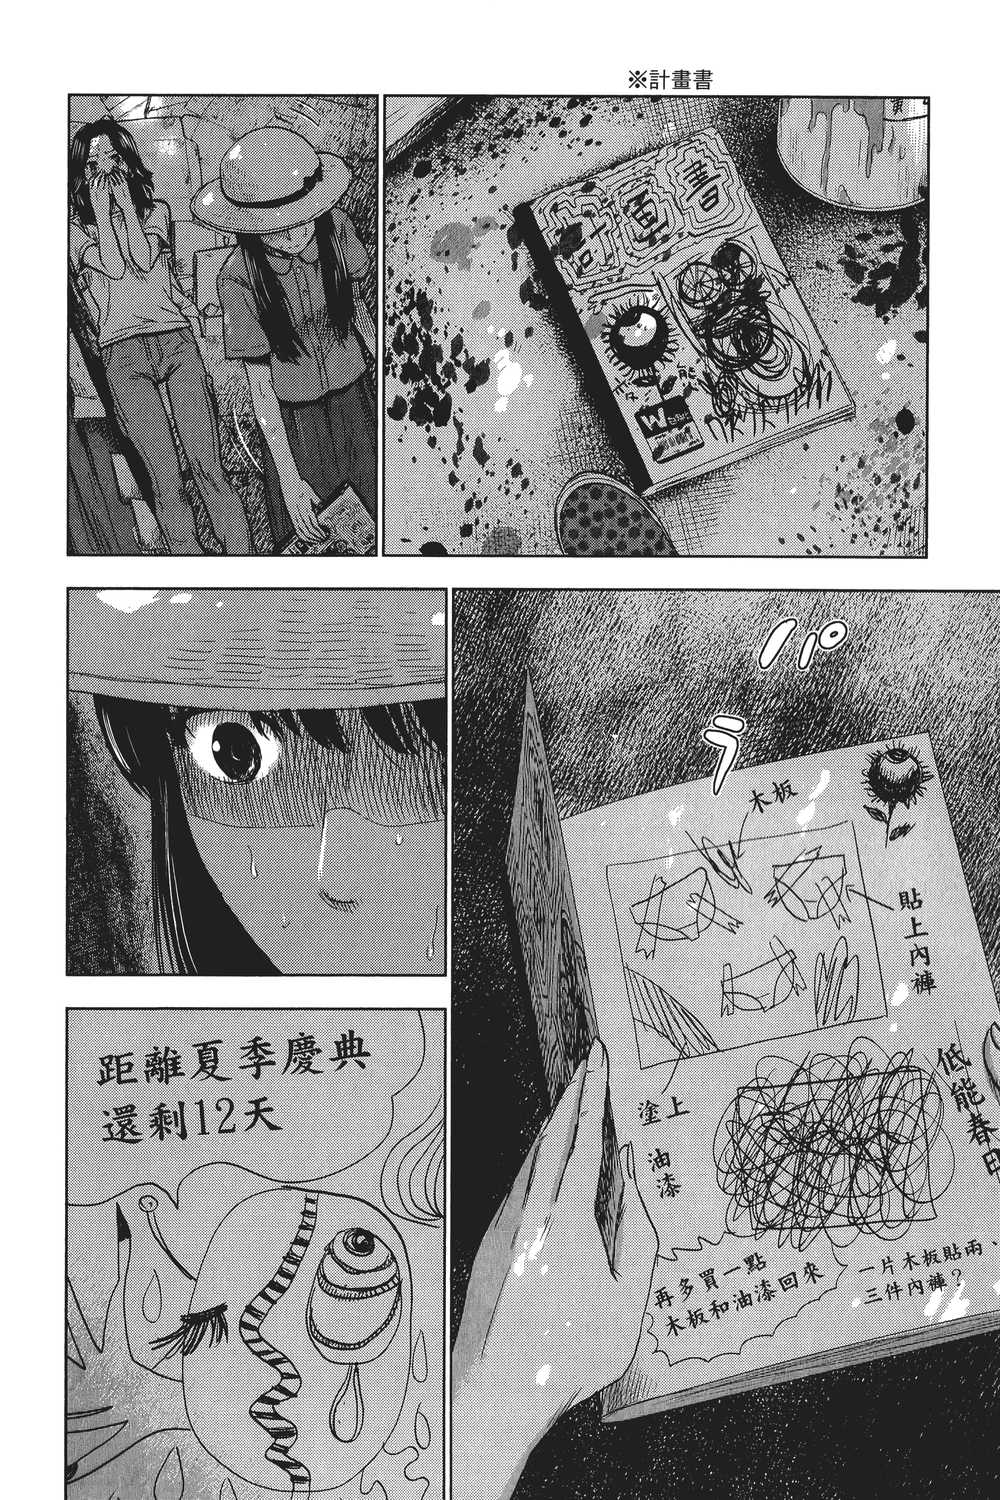 ※計畫書
計畫書
パラ
木板
貼上內褲
塗上
油漆
低能春田
一片木板貼兩、
三件內褲？
再多買一點
木板和油漆回來
距離夏季慶典
還剩12天